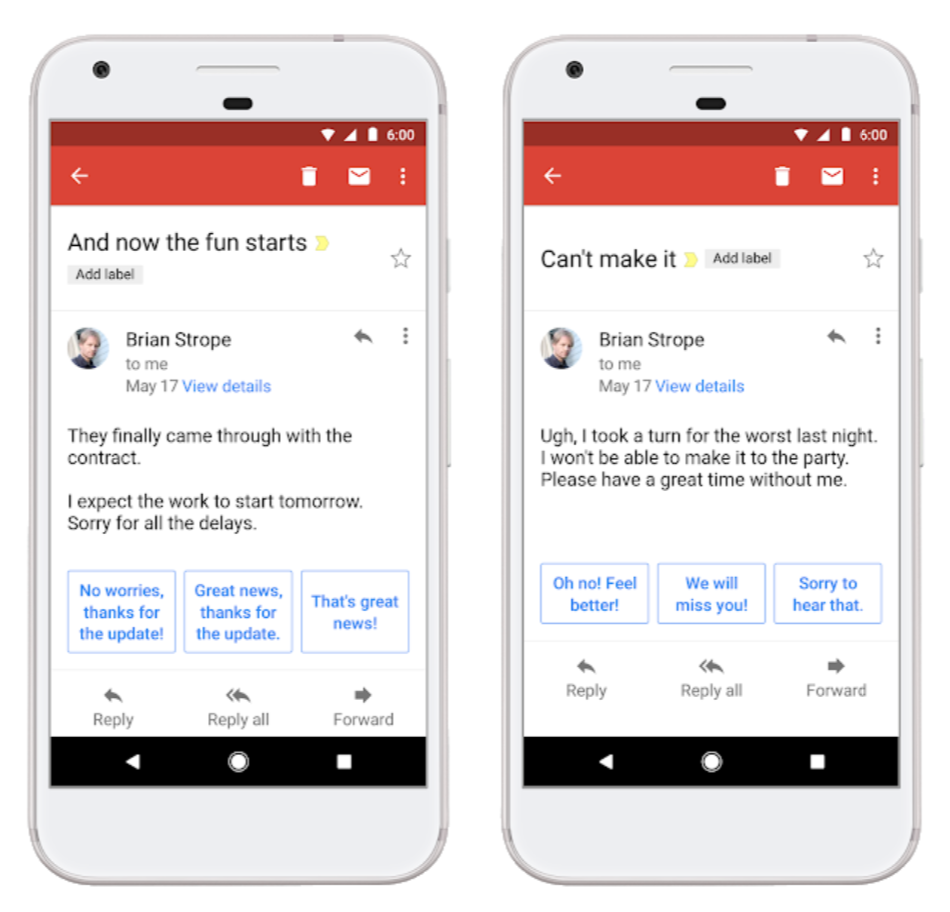 6:00
And now the fun starts
Add label
Brian Strope
to me
May 17 View details
They finally came through with the
contract.
I expect the work to start tomorrow.
Sorry for all the delays.
No worries,
thanks for
the update!
Great news,
thanks for
the update.
That's great
news!
Reply
Reply all
Forward
6:00
Can't make it
Add label
Brian Strope
to me
May 17 View details
Ugh, I took a turn for the worst last night.
I won't be able to make it to the party.
Please have a great time without me.
Oh no! Feel
better!
We will
miss you!
Sorry to
hear that.
Reply
Reply all
Forward